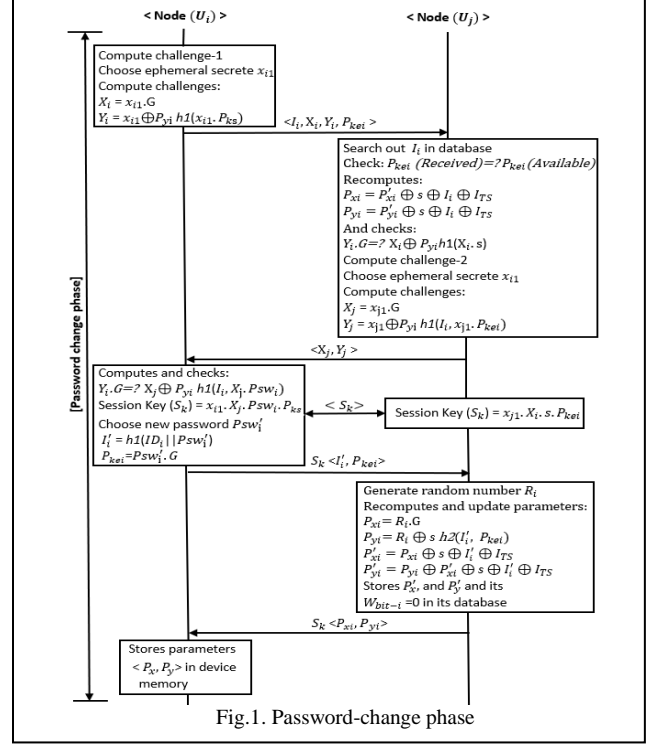 < Node (Uᵢ) >
< Node (Uⱼ) >
[Password change phase]
Compute challenge-1
Choose ephemeral secrete xᵢ₁
Compute challenges:
Xᵢ = xᵢ₁.G
Yᵢ = xᵢ₁⊕Pyi h1(xᵢ₁. Pks)
<Iᵢ, Xᵢ, Yᵢ, Pkei >
Search out Iᵢ in database
Check: Pkei (Received)=? Pkei (Available)
Recomputes:
Pxi = P′xi ⊕ s ⊕ Iᵢ ⊕ ITS
Pyi = P′yi ⊕ s ⊕ Iᵢ ⊕ ITS
And checks:
Yᵢ.G=? Xᵢ⊕ Pyih1(Xᵢ. s)
Compute challenge-2
Choose ephemeral secrete xᵢ₁
Compute challenges:
Xⱼ = xⱼ₁.G
Yⱼ = xⱼ₁⊕Pyi h1(Iᵢ, xⱼ₁. Pkei)
<Xⱼ, Yⱼ >
Computes and checks:
Yᵢ.G=? Xⱼ⊕ Pyi h1(Iᵢ, Xⱼ. Pswᵢ)
Session Key (Sk) = xᵢ₁. Xⱼ. Pswᵢ. Pks
Choose new password Psw′ᵢ
I′ᵢ = h1(IDᵢ||Psw′ᵢ)
Pkei=Psw′ᵢ. G
< Sk>
Session Key (Sk) = xⱼ₁. Xᵢ. s. Pkei
Sk <I′ᵢ, Pkei>
Generate random number Rᵢ
Recomputes and update parameters:
Pxi= Rᵢ.G
Pyi= Rᵢ ⊕ s h2(I′ᵢ, Pkei)
P′xi = Pxi ⊕ s ⊕ I′ᵢ ⊕ ITS
P′yi = Pyi ⊕ P′xi ⊕ s ⊕ I′ᵢ ⊕ ITS
Stores P′x, and P′y and its
Wbit−i =0 in its database
Sk <Pxi, Pyi>
Stores parameters
< Px, Py> in device
memory
Fig.1. Password-change phase